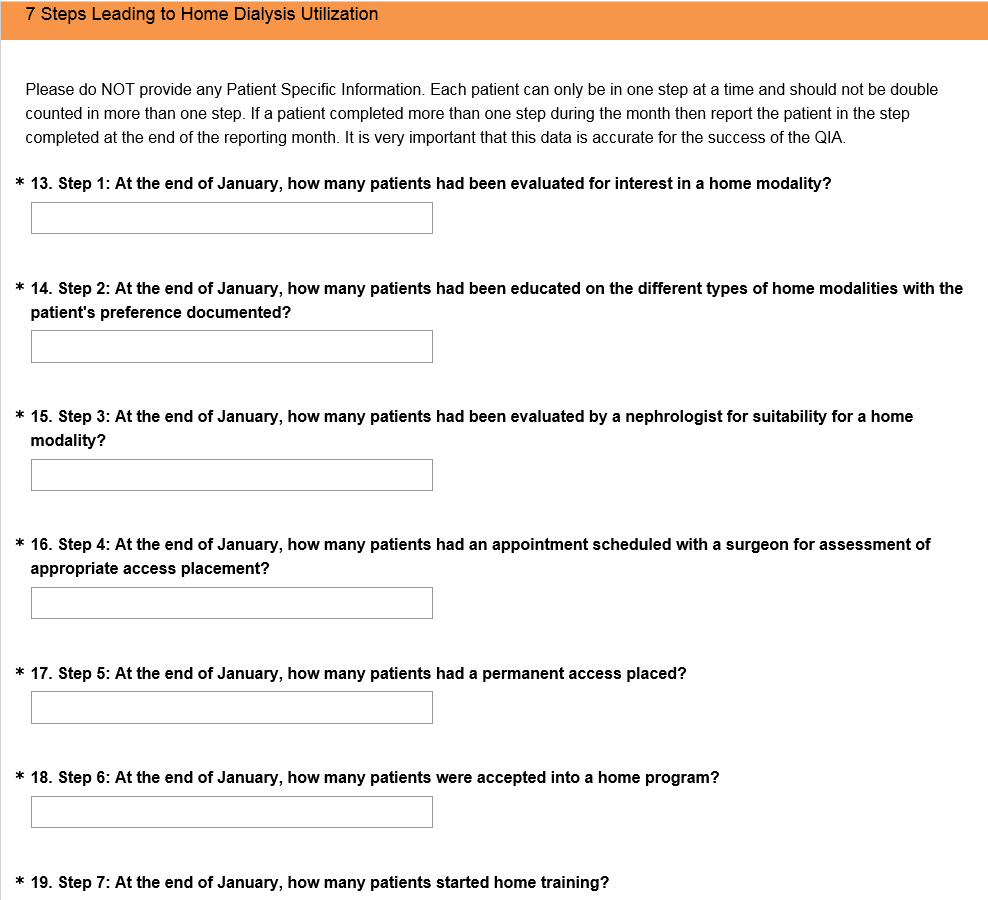 7 Steps Leading to Home Dialysis Utilization
Please do NOT provide any Patient Specific Information. Each patient can only be in one step at a time and should not be double
counted in more than one step. If a patient completed more than one step during the month then report the patient in the step
completed at the end of the reporting month. It is very important that this data is accurate for the success of the QIA.
* 13. Step 1: At the end of January, how many patients had been evaluated for interest in a home modality?
* 14. Step 2: At the end of January, how many patients had been educated on the different types of home modalities with the
patient's preference documented?
* 15. Step 3: At the end of January, how many patients had been evaluated by a nephrologist for suitability for a home
modality?
* 16. Step 4: At the end of January, how many patients had an appointment scheduled with a surgeon for assessment of
appropriate access placement?
* 17. Step 5: At the end of January, how many patients had a permanent access placed?
* 18. Step 6: At the end of January, how many patients were accepted into a home program?
* 19. Step 7: At the end of January, how many patients started home training?